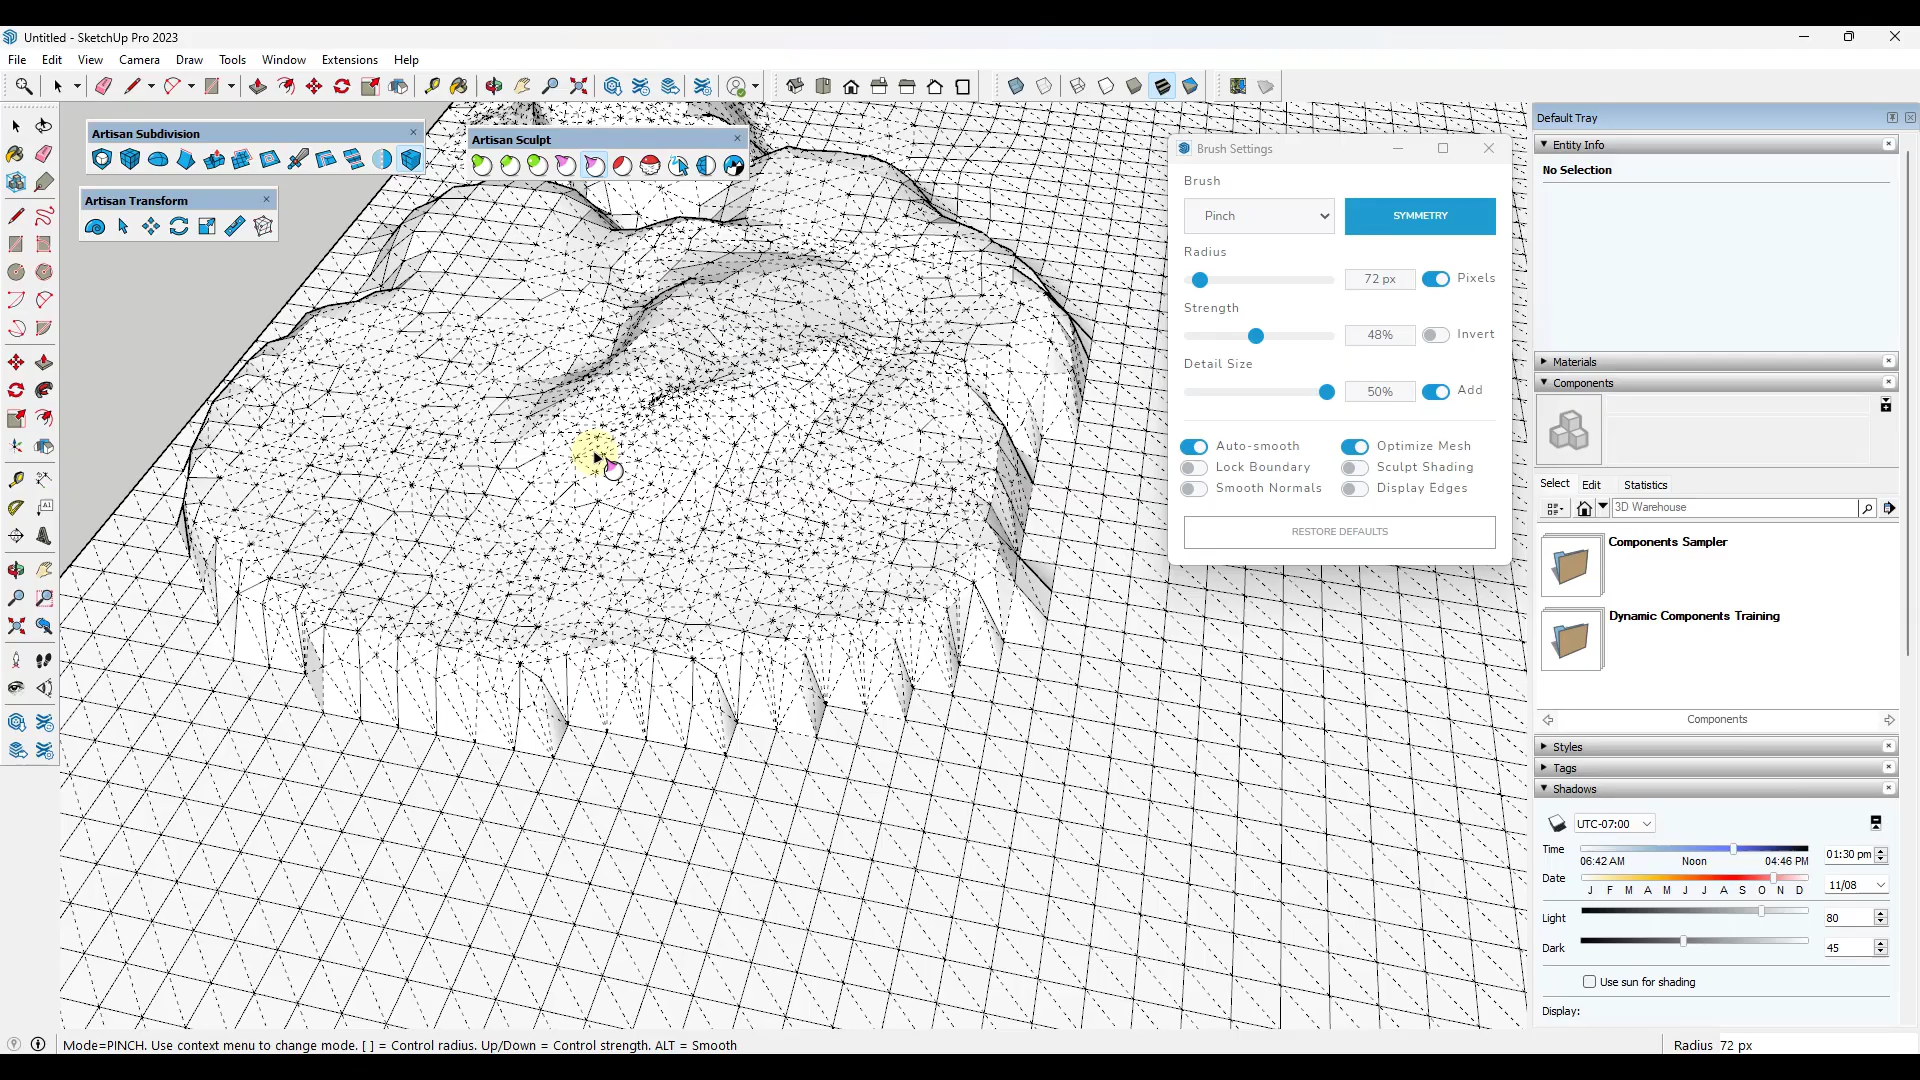 Untitled - SketchUp Pro 2023
File Edit View Camera Draw Tools Window Extensions Help
Artisan Subdivision
Artisan Sculpt
Artisan Transform
Brush Settings
Brush
Pinch SYMMETRY
Radius
72 px Pixels
Strength
48% Invert
Detail Size
50% Add
Auto-smooth Optimize Mesh
Lock Boundary Sculpt Shading
Smooth Normals Display Edges
RESTORE DEFAULTS
Default Tray
Entity Info
No Selection
Materials
Components
Select Edit Statistics
3D Warehouse
Components Sampler
Dynamic Components Training
Components
Styles
Tags
Shadows
UTC-07:00
Time 06:42 AM Noon 04:46 PM 01:30 pm
Date J F M A M J J A S O N D 11/08
Light 80
Dark 45
Use sun for shading
Display:
Mode=PINCH. Use context menu to change mode. [ ] = Control radius. Up/Down = Control strength. ALT = Smooth
Radius 72 px